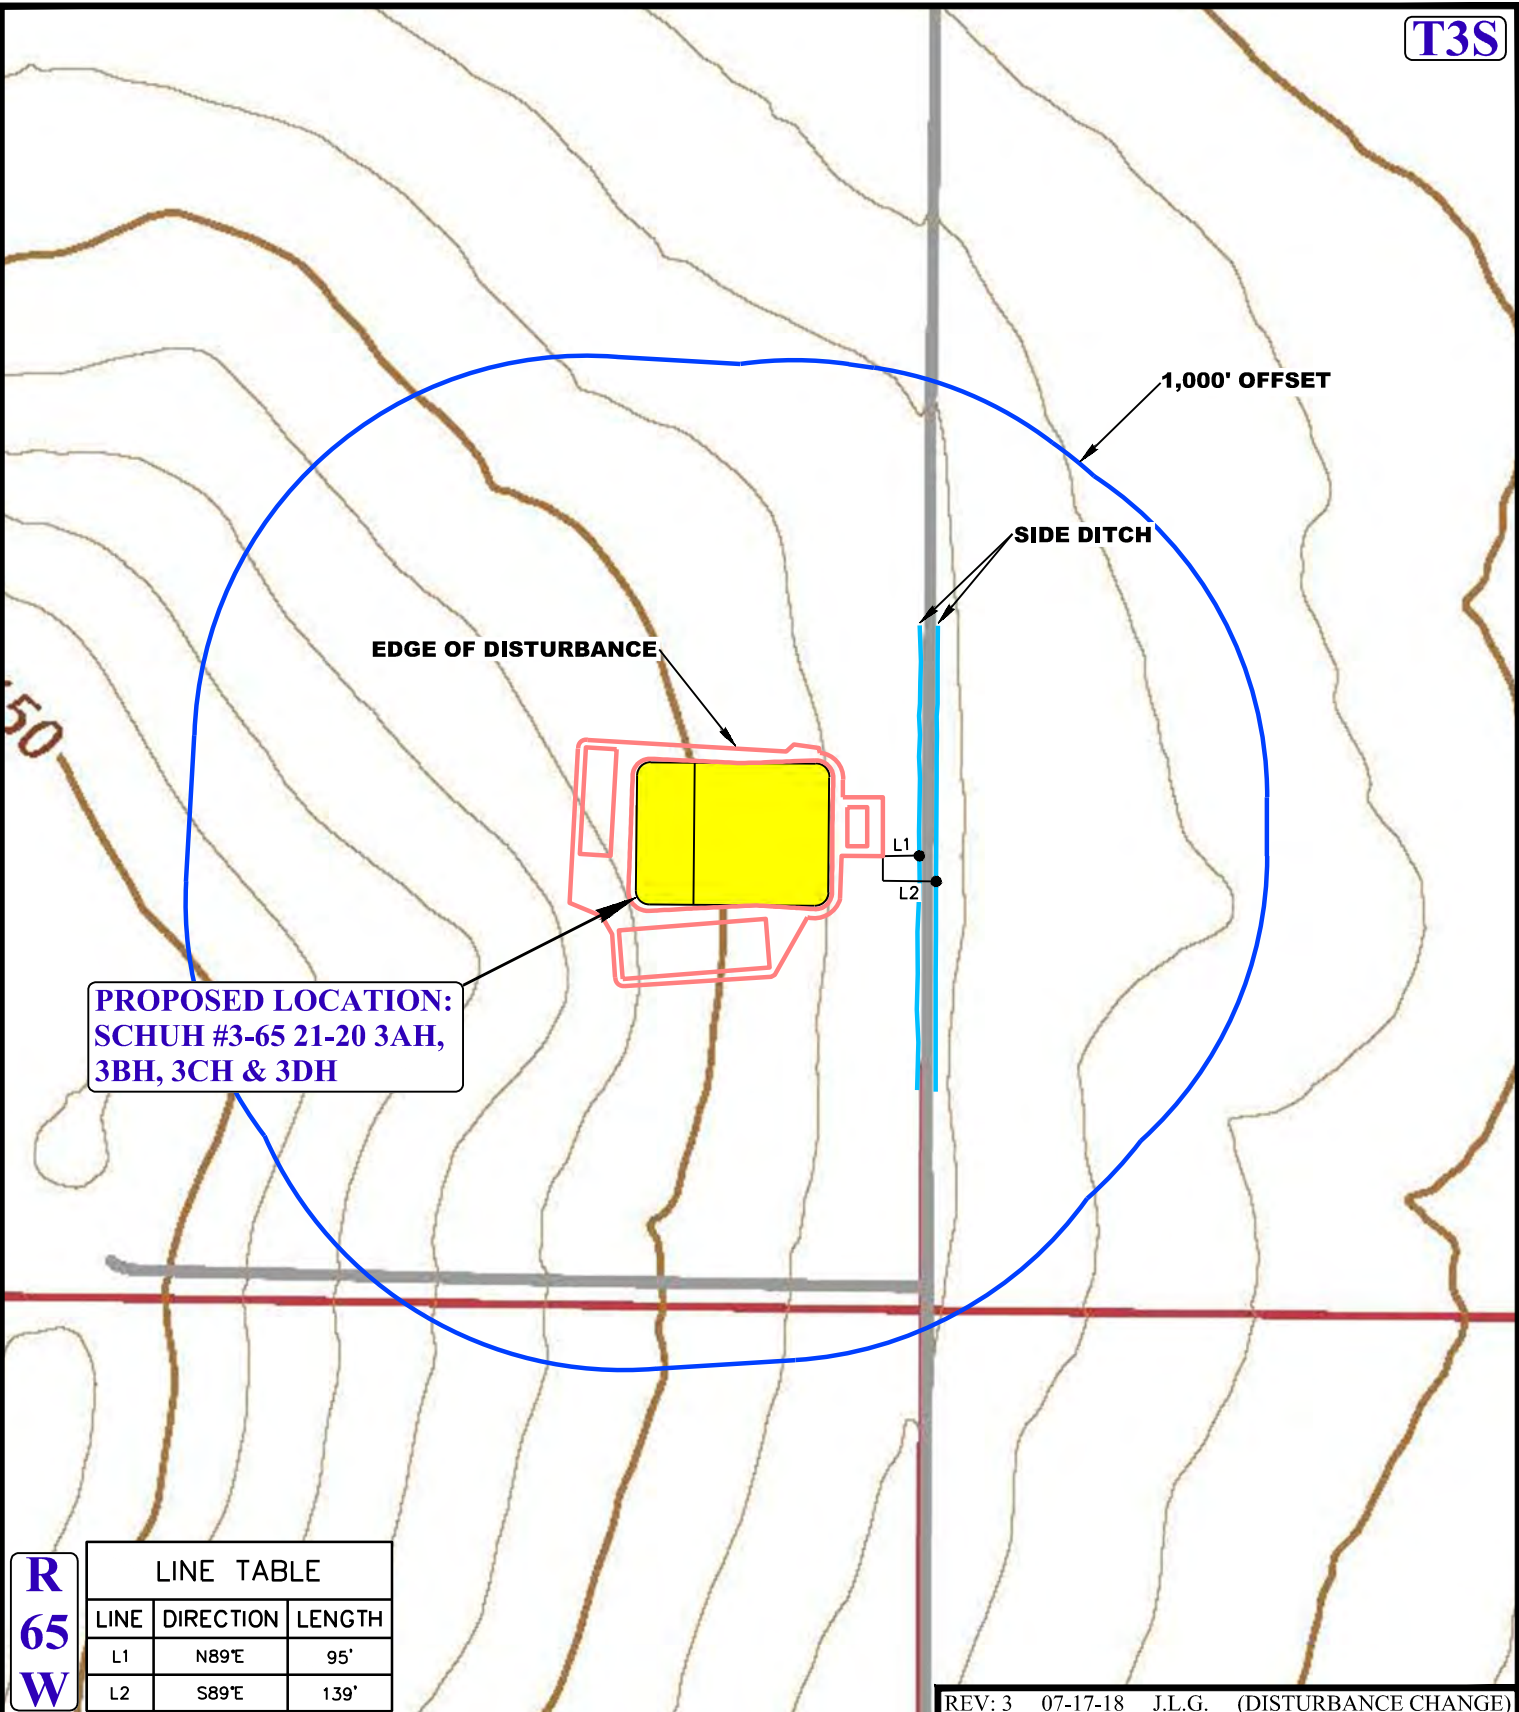 T3S
1,000' OFFSET
SIDE DITCH
EDGE OF DISTURBANCE
50
L1
L2
PROPOSED LOCATION:
SCHUH #3-65 21-20 3AH,
3BH, 3CH & 3DH
R
65
W
LINE TABLE
LINE DIRECTION LENGTH
L1 N89°E 95'
L2 S89°E 139'
REV: 3 07-17-18 J.L.G. (DISTURBANCE CHANGE)